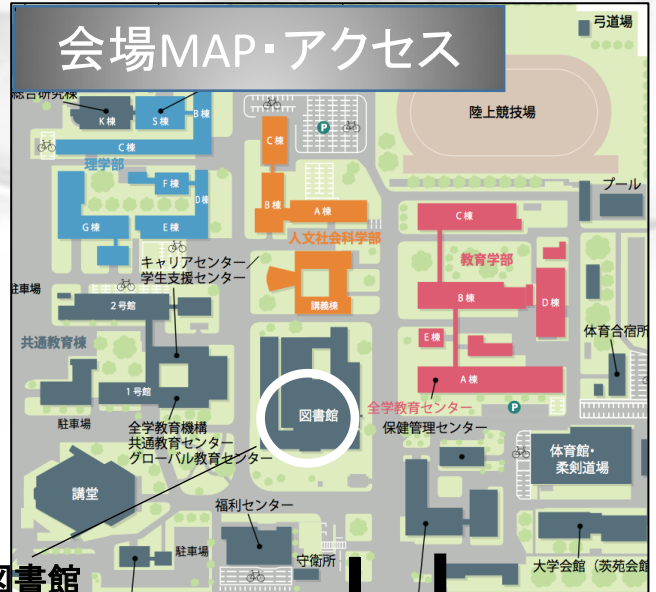 会場MAP・アクセス
弓道場
総合研究棟
K棟
S棟
B棟
C棟
理学部
F棟
D棟
G棟
E棟
C棟
B棟
A棟
人文社会科学部
講義棟
P
陸上競技場
プール
C棟
教育学部
B棟
D棟
E棟
A棟
体育合宿所
キャリアセンター/
学生支援センター
駐車場
2号館
共通教育棟
1号館
駐車場
全学教育機構
共通教育センター
グローバル教育センター
図書館
全学教育センター
P
保健管理センター
体育館・
柔剣道場
講堂
福利センター
駐車場
守衛所
大学会館(茨苑会館
図書館